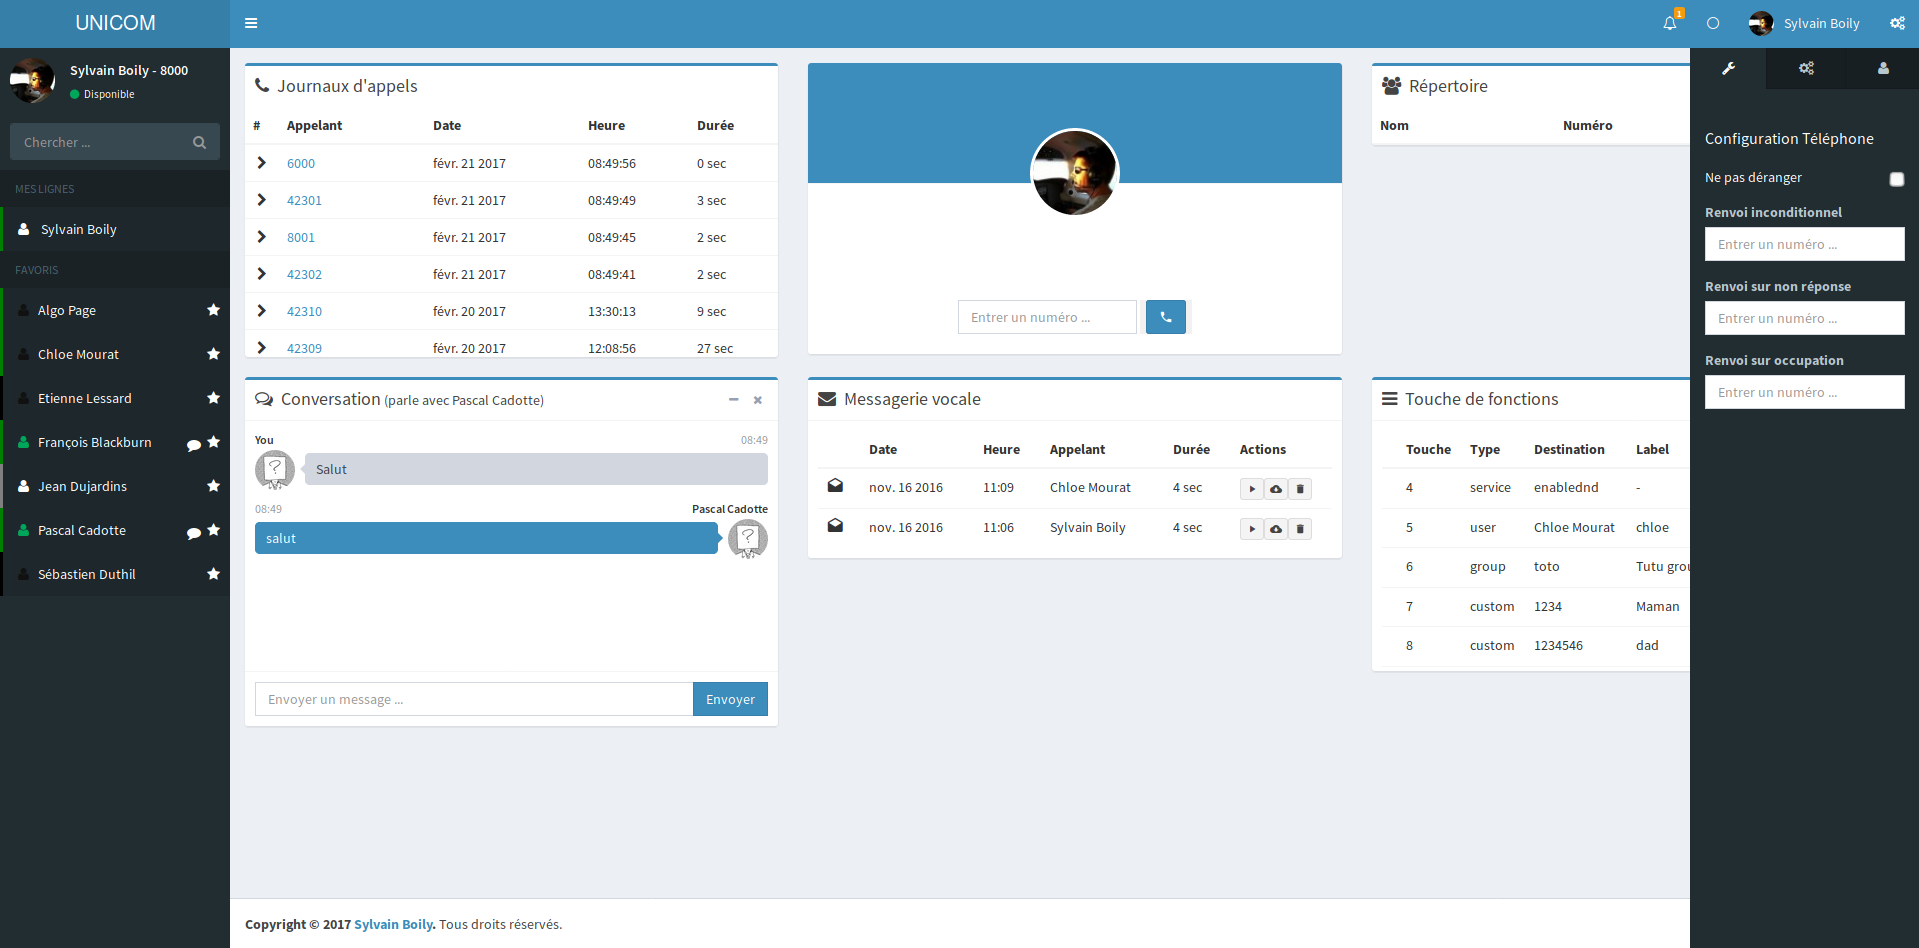 UNICOM
1
Sylvain Boily
Sylvain Boily - 8000
Disponible
Chercher ...
MES LIGNES
Sylvain Boily
FAVORIS
Algo Page
Chloe Mourat
Etienne Lessard
François Blackburn
Jean Dujardins
Pascal Cadotte
Sébastien Duthil
Journaux d'appels
# Appelant Date Heure Durée
6000 févr. 21 2017 08:49:56 0 sec
42301 févr. 21 2017 08:49:49 3 sec
8001 févr. 21 2017 08:49:45 2 sec
42302 févr. 21 2017 08:49:41 2 sec
42310 févr. 20 2017 13:30:13 9 sec
42309 févr. 20 2017 12:08:56 27 sec
Entrer un numéro ...
Répertoire
Nom Numéro
Conversation (parle avec Pascal Cadotte)
You 08:49
Salut
08:49 Pascal Cadotte
salut
Envoyer un message ... Envoyer
Messagerie vocale
Date Heure Appelant Durée Actions
nov. 16 2016 11:09 Chloe Mourat 4 sec
nov. 16 2016 11:06 Sylvain Boily 4 sec
Touche de fonctions
Touche Type Destination Label
4 service enablednd -
5 user Chloe Mourat chloe
6 group toto Tutu grou
7 custom 1234 Maman
8 custom 1234546 dad
Configuration Téléphone
Ne pas déranger
Renvoi inconditionnel
Entrer un numéro ...
Renvoi sur non réponse
Entrer un numéro ...
Renvoi sur occupation
Entrer un numéro ...
Copyright © 2017 Sylvain Boily. Tous droits réservés.